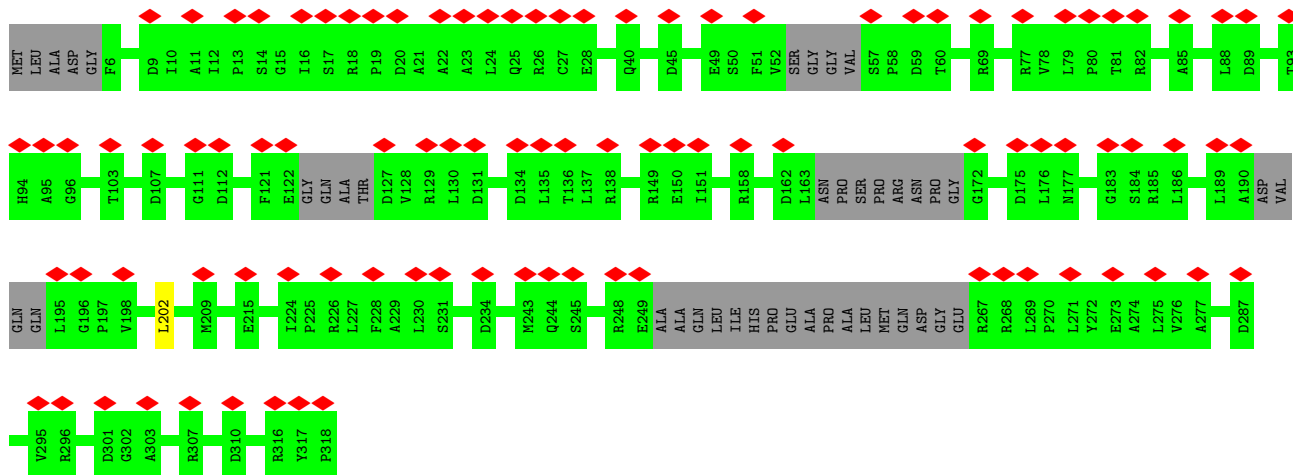 MET LEU ALA ASP GLY F6 D9 I10 A11 I12 P13 S14 G15 I16 S17 R18 P19 D20 A21 A22 A23 L24 Q25 R26 C27 E28 Q40 D45 E49 S50 F51 V52 SER GLY GLY VAL S57 P58 D59 T60 R69 R77 V78 L79 P80 T81 R82 A85 L88 D89 T93
H94 A95 G96 T103 D107 G111 D112 F121 E122 GLY GLN ALA THR D127 V128 R129 L130 D131 D134 L135 T136 L137 R138 R149 E150 I151 R158 D162 L163 ASN PRO SER PRO ARG ASN PRO GLY G172 D175 L176 N177 G183 S184 R185 L186 L189 A190 ASP VAL
GLN GLN L195 G196 P197 V198 L202 M209 E215 I224 P225 R226 L227 F228 A229 L230 S231 D234 M243 Q244 S245 R248 E249 ALA ALA GLN LEU ILE HIS PRO GLU ALA PRO ALA LEU MET GLN ASP GLY GLU R267 R268 L269 P270 L271 Y272 E273 A274 L275 V276 A277 D287
V295 R296 D301 G302 A303 R307 D310 R316 Y317 P318